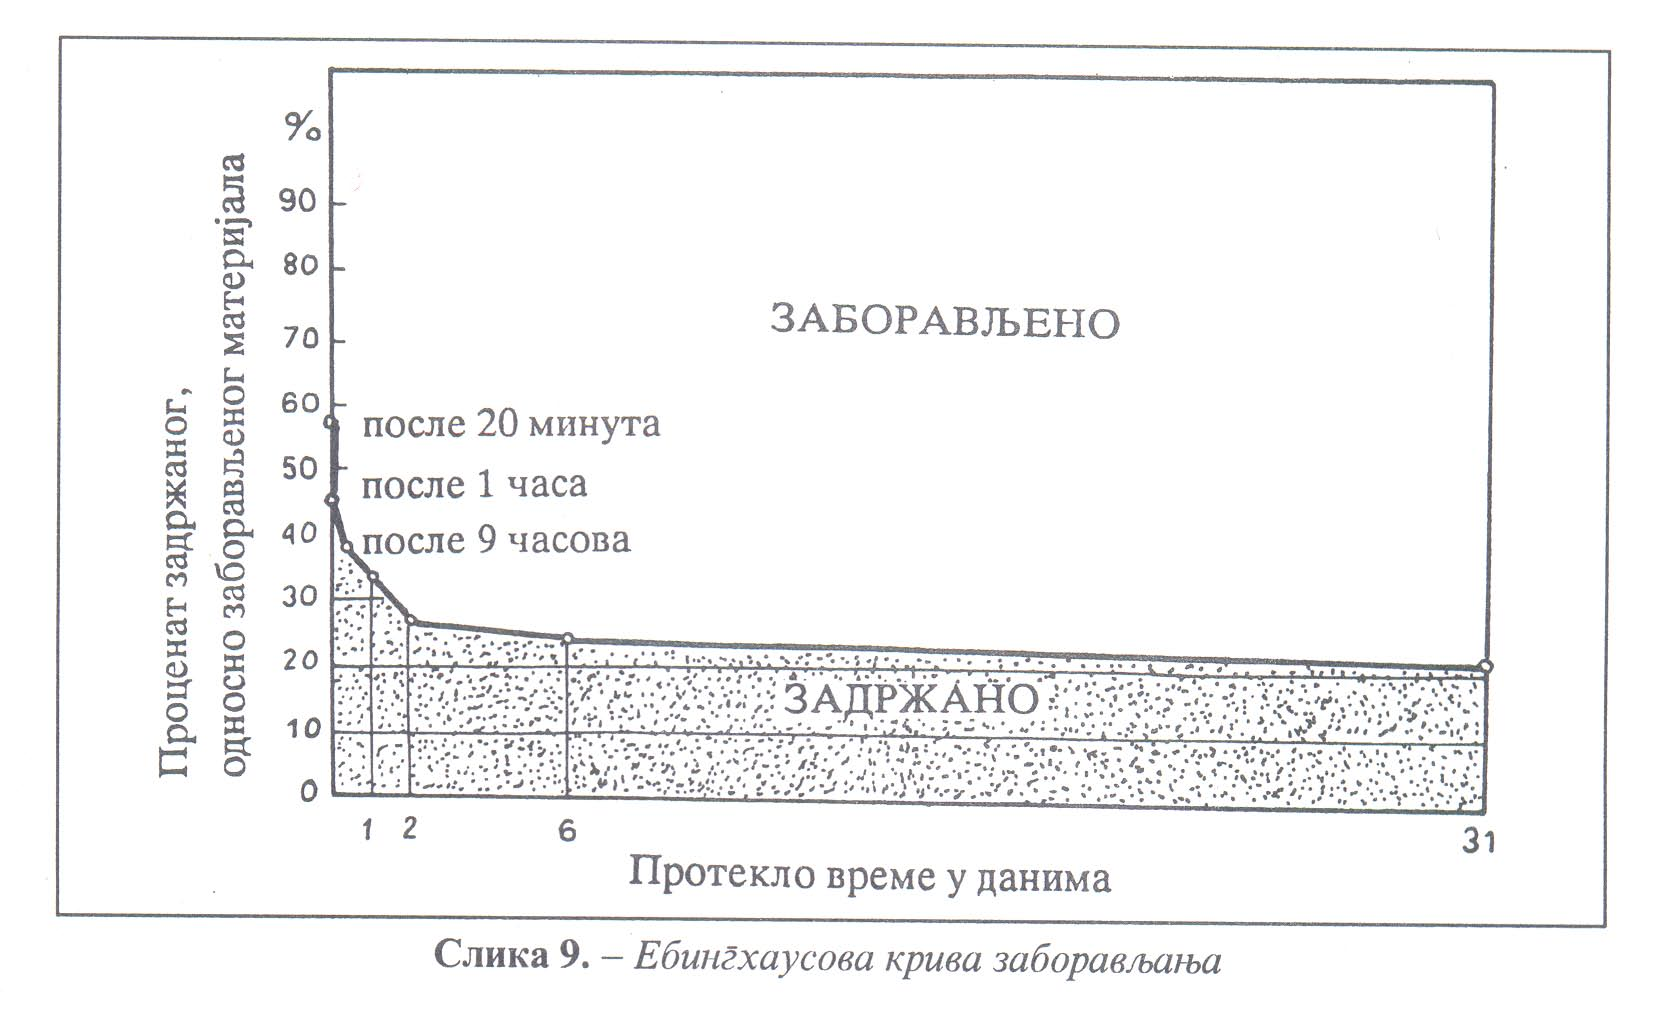 %
90
80
70
60
50
40
30
20
10
0
Проценат задржаног,
односно заборављеног материјала
ЗАБОРАВЉЕНО
после 20 минута
после 1 часа
после 9 часова
ЗАДРЖАНО
1 2 6 31
Протекло време у данима
Слика 9. – Ебингхаусова крива заборављања